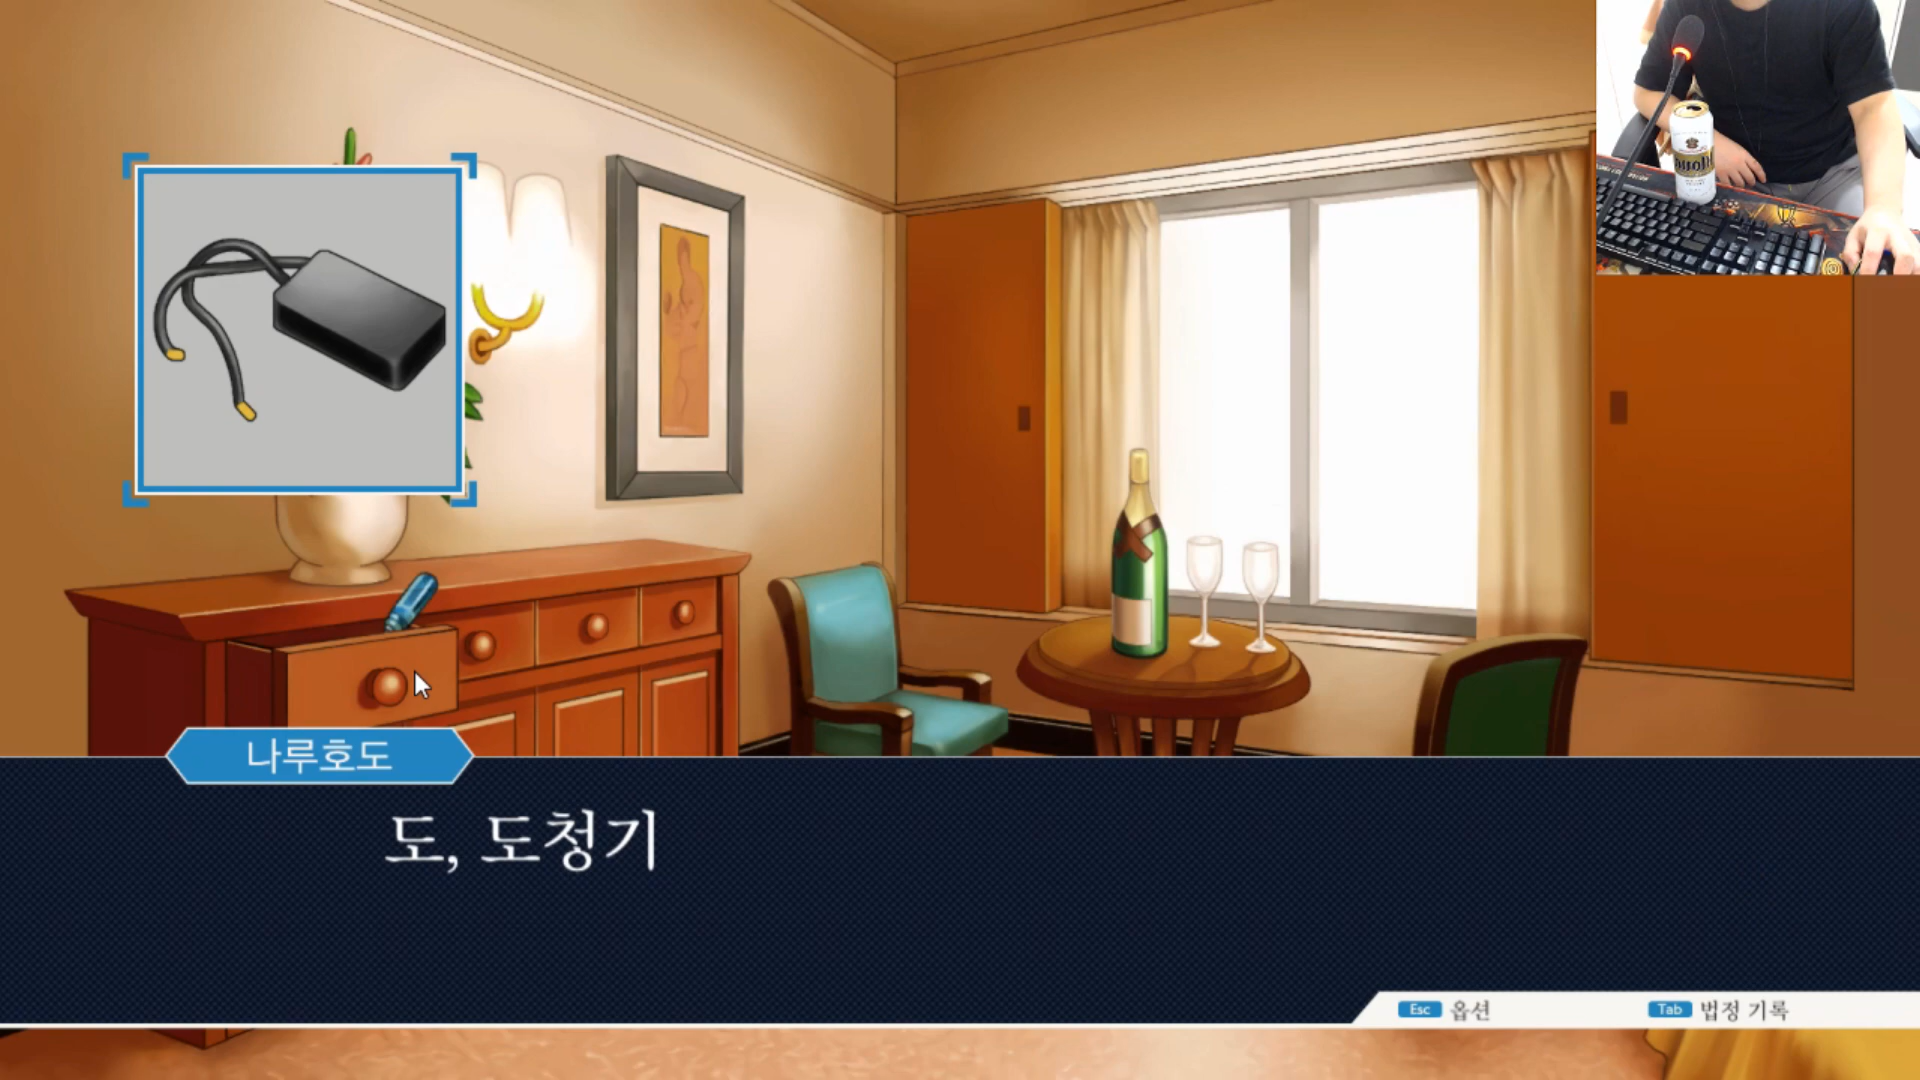 나루호도
도, 도청기
Esc 옵션
Tab 법정 기록